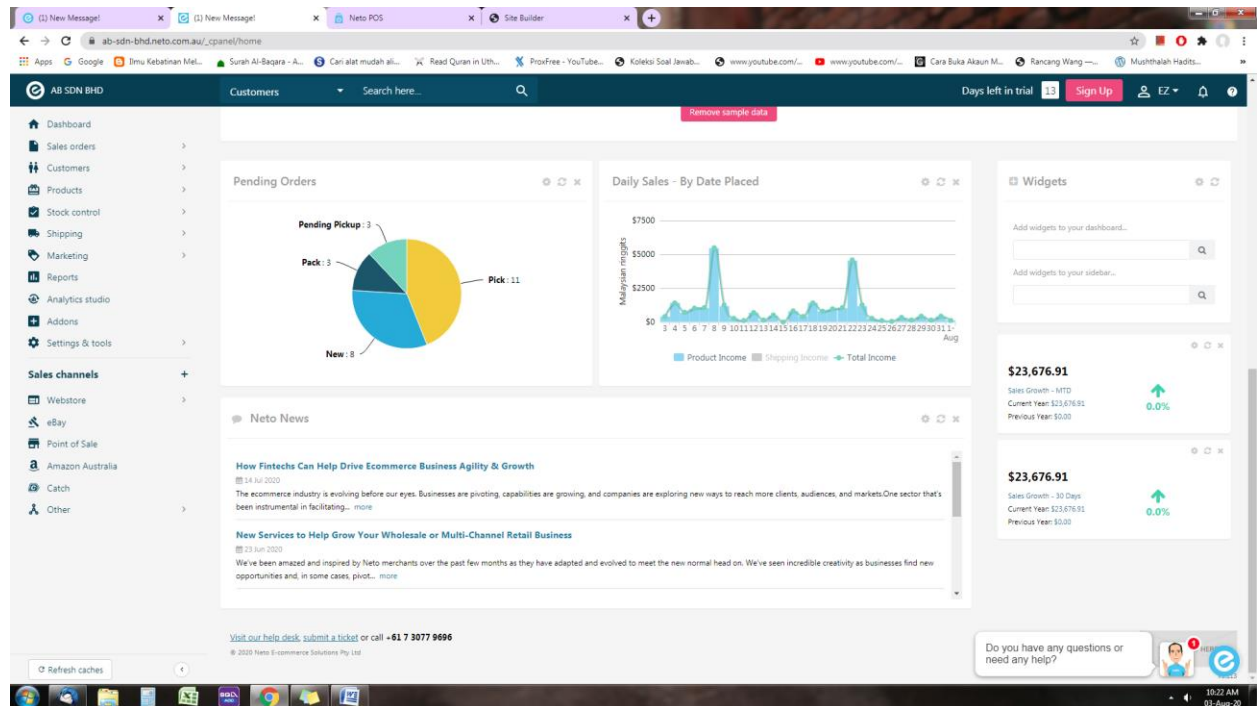 (1) New Message!
(1) New Message!
Neto POS
Site Builder
ab-sdn-bhd.neto.com.au/_cpanel/home
Apps
Google
Ilmu Kebatinan Mel...
Surah Al-Baqara - A...
Cari alat mudah ali...
Read Quran in Uth...
ProxFree - YouTube...
Koleksi Soal Jawab...
www.youtube.com/...
www.youtube.com/...
Cara Buka Akaun M...
Rancang Wang —...
Mushthalah Hadits...
»
AB SDN BHD
Customers
Search here...
Days left in trial 13
Sign Up
EZ
Dashboard
Sales orders
Customers
Products
Stock control
Shipping
Marketing
Reports
Analytics studio
Addons
Settings & tools
Sales channels +
Webstore
eBay
Point of Sale
Amazon Australia
Catch
Other
Refresh caches
Remove sample data
Pending Orders
Pending Pickup : 3
Pack : 3
Pick : 11
New : 8
Daily Sales - By Date Placed
Malaysian ringgits
$7500
$5000
$2500
$0
3 4 5 6 7 8 9 10 11 12 13 14 15 16 17 18 19 20 21 22 23 24 25 26 27 28 29 30 31 1-
Aug
Product Income Shipping Income Total Income
Widgets
Add widgets to your dashboard...
Add widgets to your sidebar...
$23,676.91
Sales Growth - MTD
Current Year: $23,676.91
Previous Year: $0.00
0.0%
$23,676.91
Sales Growth - 30 Days
Current Year: $23,676.91
Previous Year: $0.00
0.0%
Neto News
How Fintechs Can Help Drive Ecommerce Business Agility & Growth
14 Jul 2020
The ecommerce industry is evolving before our eyes. Businesses are pivoting, capabilities are growing, and companies are exploring new ways to reach more clients, audiences, and markets.One sector that's
been instrumental in facilitating... more
New Services to Help Grow Your Wholesale or Multi-Channel Retail Business
23 Jun 2020
We've been amazed and inspired by Neto merchants over the past few months as they have adapted and evolved to meet the new normal head on. We've seen incredible creativity as businesses find new
opportunities and, in some cases, pivot... more
Visit our help desk, submit a ticket or call +61 7 3077 9696
© 2020 Neto E-commerce Solutions Pty Ltd
Do you have any questions or
need any help?
1
10:22 AM
03-Aug-20